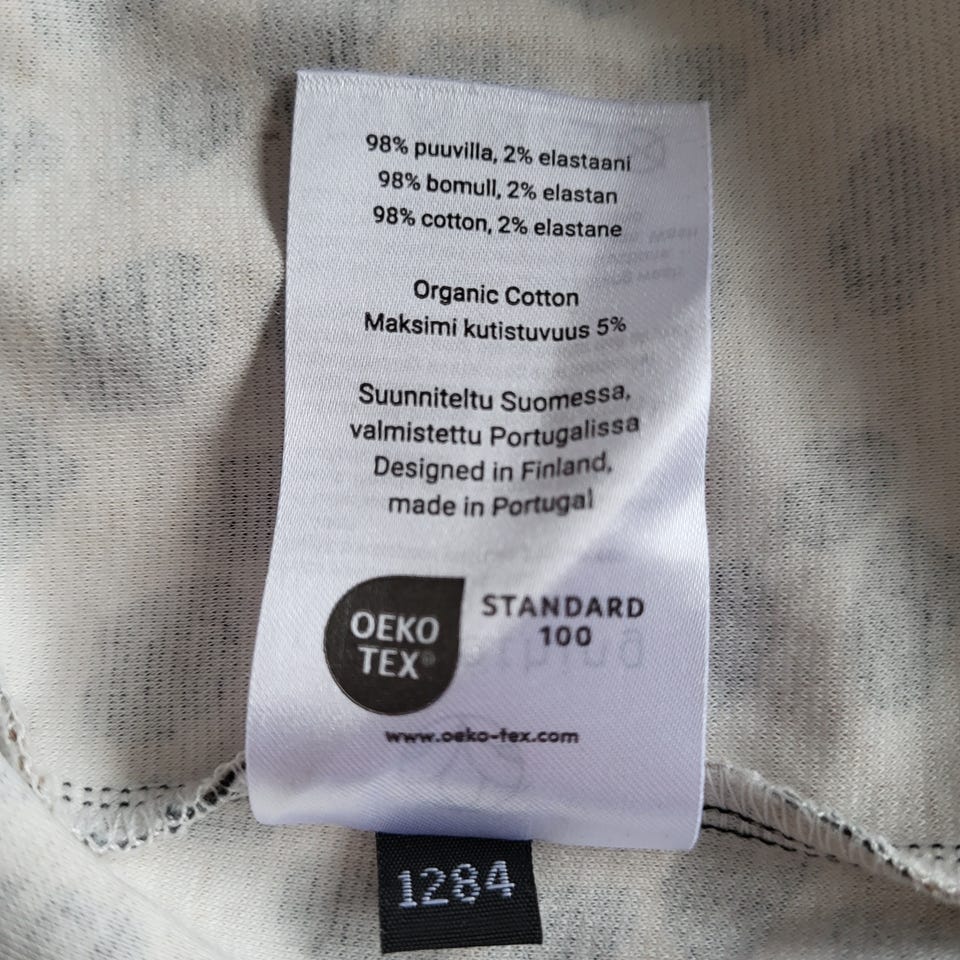 98% puuvilla, 2% elastaani
98% bomull, 2% elastan
98% cotton, 2% elastane
Organic Cotton
Maksimi kutistuvuus 5%
Suunniteltu Suomessa,
valmistettu Portugalissa
Designed in Finland,
made in Portugal
OEKO
TEX®
STANDARD
100
www.oeko-tex.com
1284